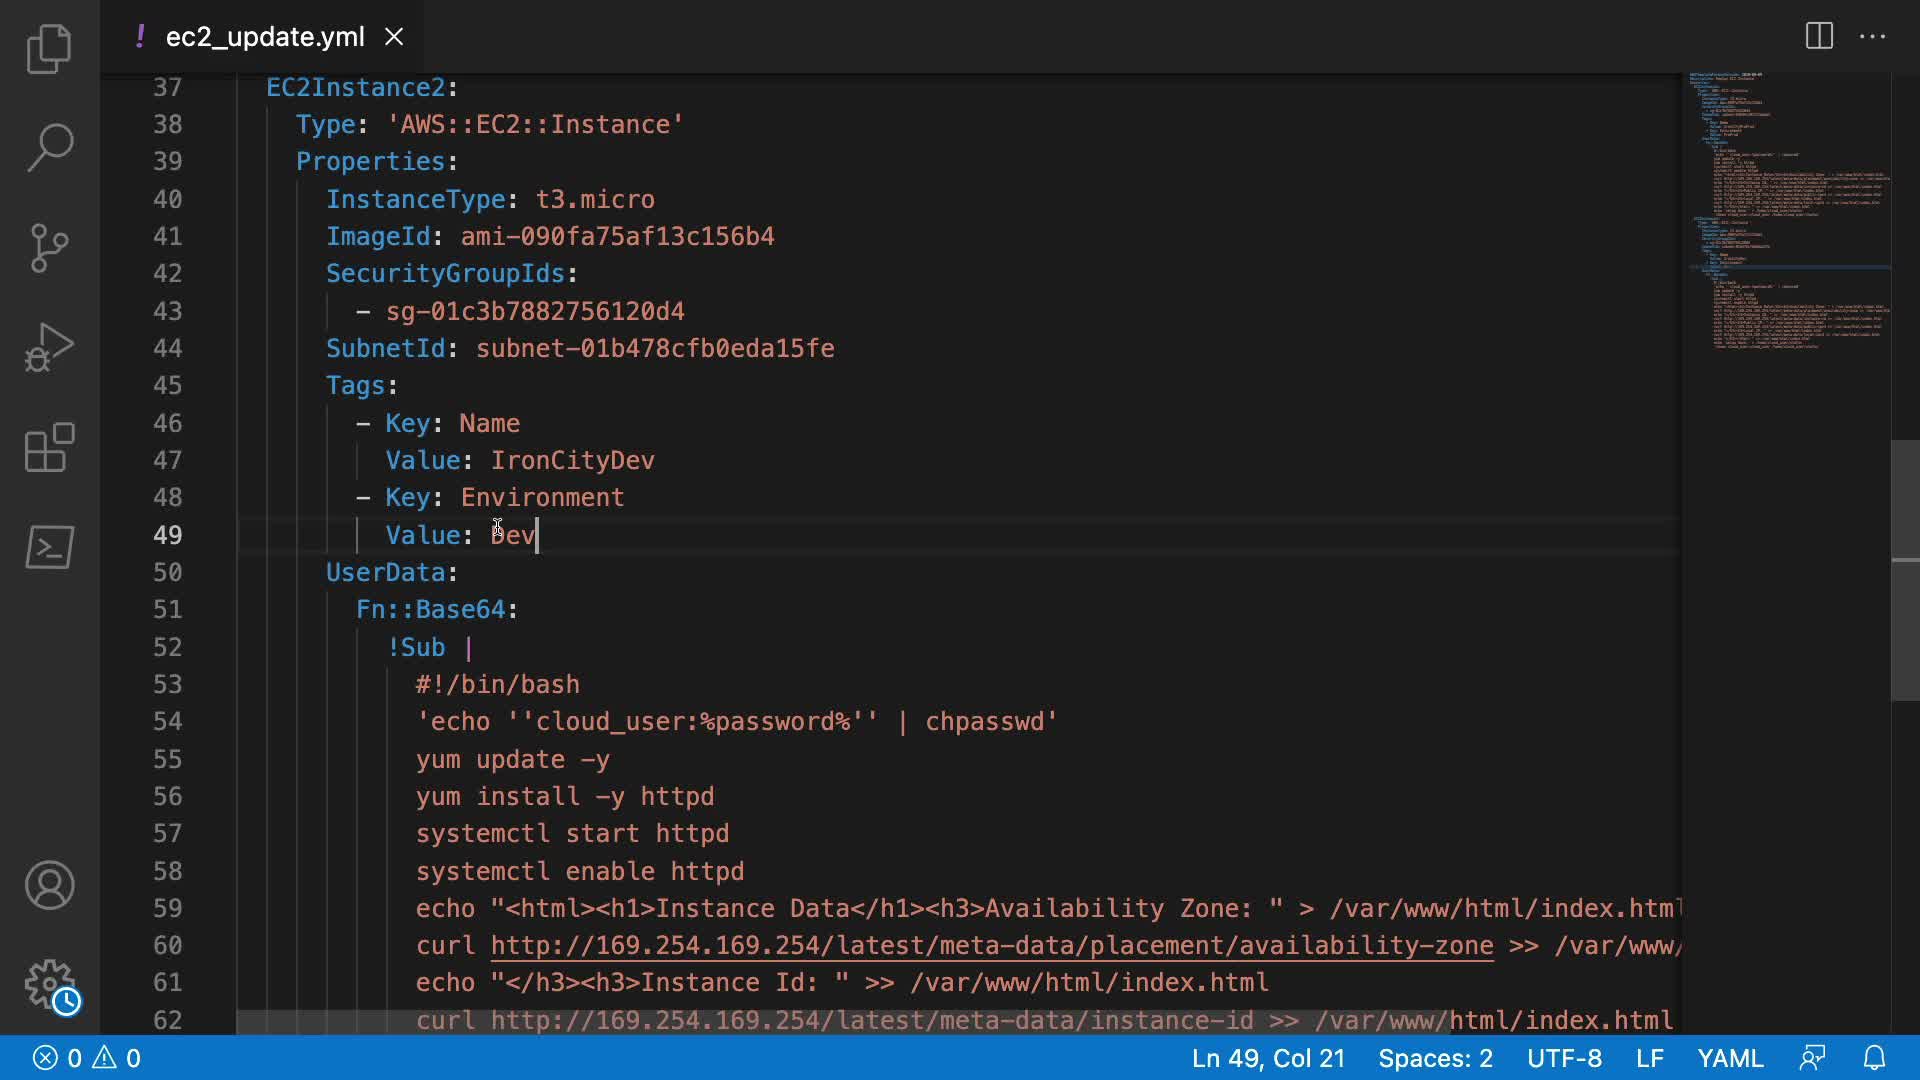 ! ec2_update.yml
37 EC2Instance2:
38 Type: 'AWS::EC2::Instance'
39 Properties:
40 InstanceType: t3.micro
41 ImageId: ami-090fa75af13c156b4
42 SecurityGroupIds:
43 - sg-01c3b7882756120d4
44 SubnetId: subnet-01b478cfb0eda15fe
45 Tags:
46 - Key: Name
47 Value: IronCityDev
48 - Key: Environment
49 Value: Dev
50 UserData:
51 Fn::Base64:
52 !Sub |
53 #!/bin/bash
54 'echo ''cloud_user:%password%'' | chpasswd'
55 yum update -y
56 yum install -y httpd
57 systemctl start httpd
58 systemctl enable httpd
59 echo "<html><h1>Instance Data</h1><h3>Availability Zone: " > /var/www/html/index.html
60 curl http://169.254.169.254/latest/meta-data/placement/availability-zone >> /var/www/
61 echo "</h3><h3>Instance Id: " >> /var/www/html/index.html
62 curl http://169.254.169.254/latest/meta-data/instance-id >> /var/www/html/index.html
0 0 Ln 49, Col 21 Spaces: 2 UTF-8 LF YAML